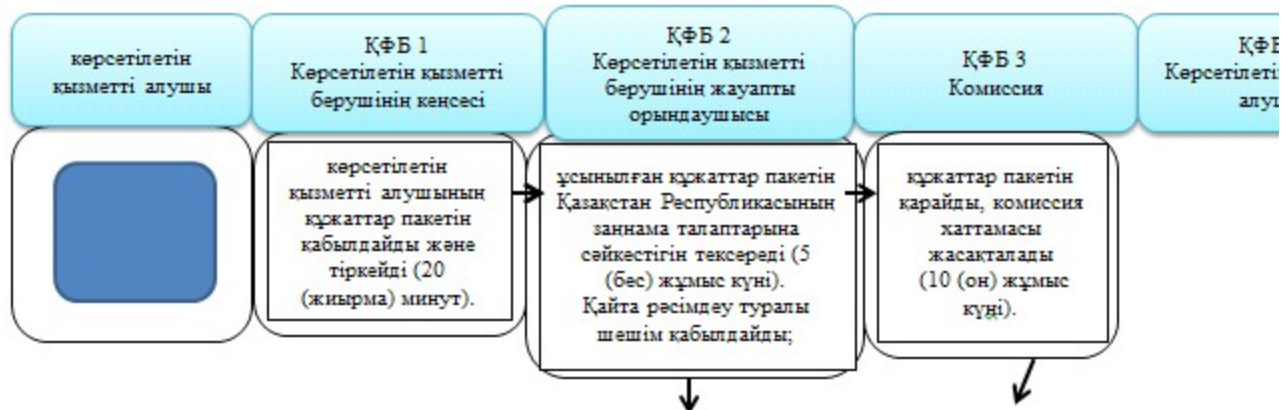 көрсетілетін
қызметті алушы
ҚФБ 1
Көрсетілетін қызметті
берушінің кеңсесі
ҚФБ 2
Көрсетілетін қызметті
берушінің жауапты
орындаушысы
ҚФБ 3
Комиссия
ҚФБ
көрсетілетін
қызметті алушының
құжаттар пакетін
қабылдайды және
тіркейді (20
(жиырма) минут).
ұсынылған құжаттар пакетін
Қазақстан Республикасының
заңнама талаптарына
сәйкестігін тексереді (5
(бес) жұмыс күні).
Қайта рәсімдеу туралы
шешім қабылдайды;
құжаттар пакетін
қарайды, комиссия
хаттамасы
жасақталады
(10 (он) жұмыс
күңі).